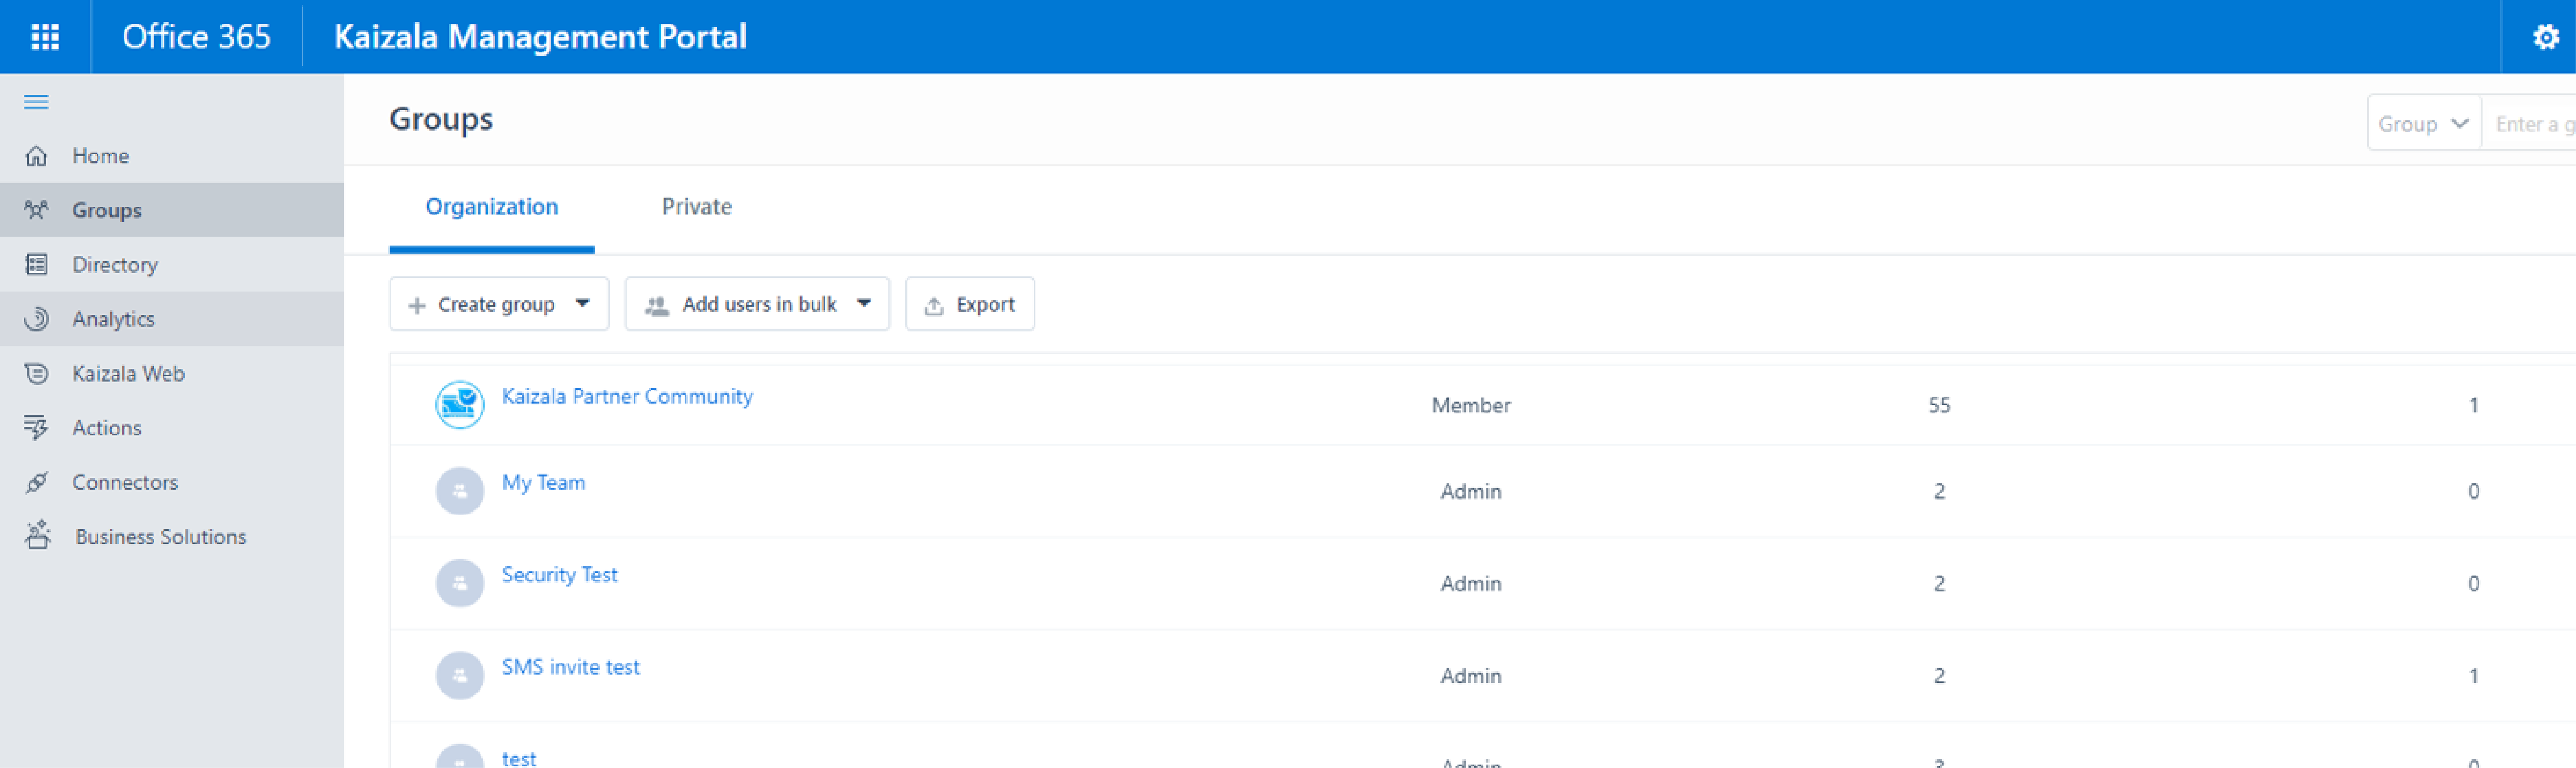 Office 365
Kaizala Management Portal
Home
Groups
Directory
Analytics
Kaizala Web
Actions
Connectors
Business Solutions
Groups
Group
Enter a g
Organization
Private
Create group
Add users in bulk
Export
Kaizala Partner Community Member 55 1
My Team Admin 2 0
Security Test Admin 2 0
SMS invite test Admin 2 1
test Admin 3 0